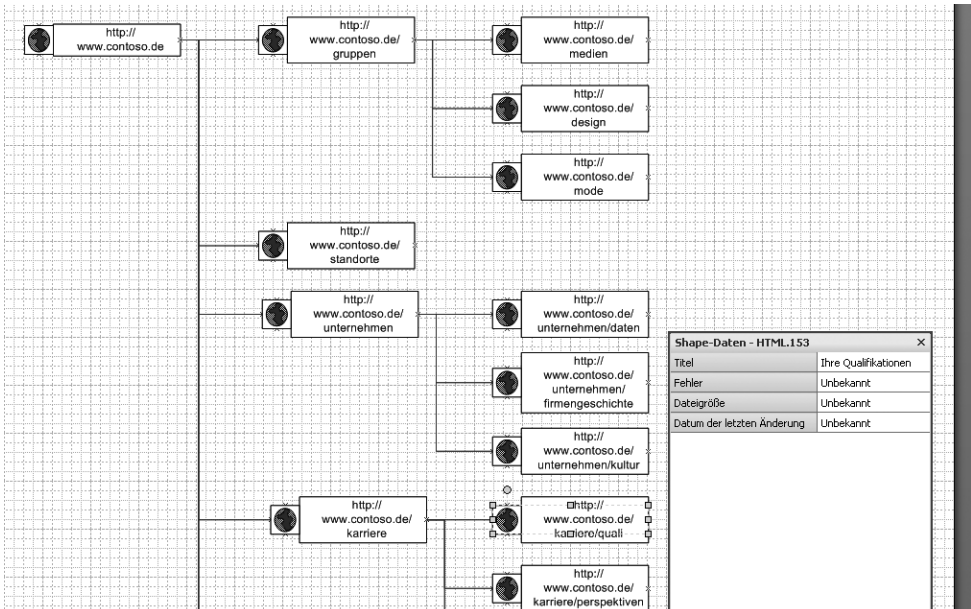 http://
www.contoso.de
http://
www.contoso.de/
gruppen
http://
www.contoso.de/
medien
http://
www.contoso.de/
design
http://
www.contoso.de/
mode
http://
www.contoso.de/
standorte
http://
www.contoso.de/
unternehmen
http://
www.contoso.de/
unternehmen/daten
http://
www.contoso.de/
unternehmen/
firmengeschichte
http://
www.contoso.de/
unternehmen/kultur
http://
www.contoso.de/
karriere
http://
www.contoso.de/
karriere/quali
http://
www.contoso.de/
karriere/perspektiven
Shape-Daten - HTML.153
Titel Ihre Qualifikationen
Fehler Unbekannt
Dateigröße Unbekannt
Datum der letzten Änderung Unbekannt